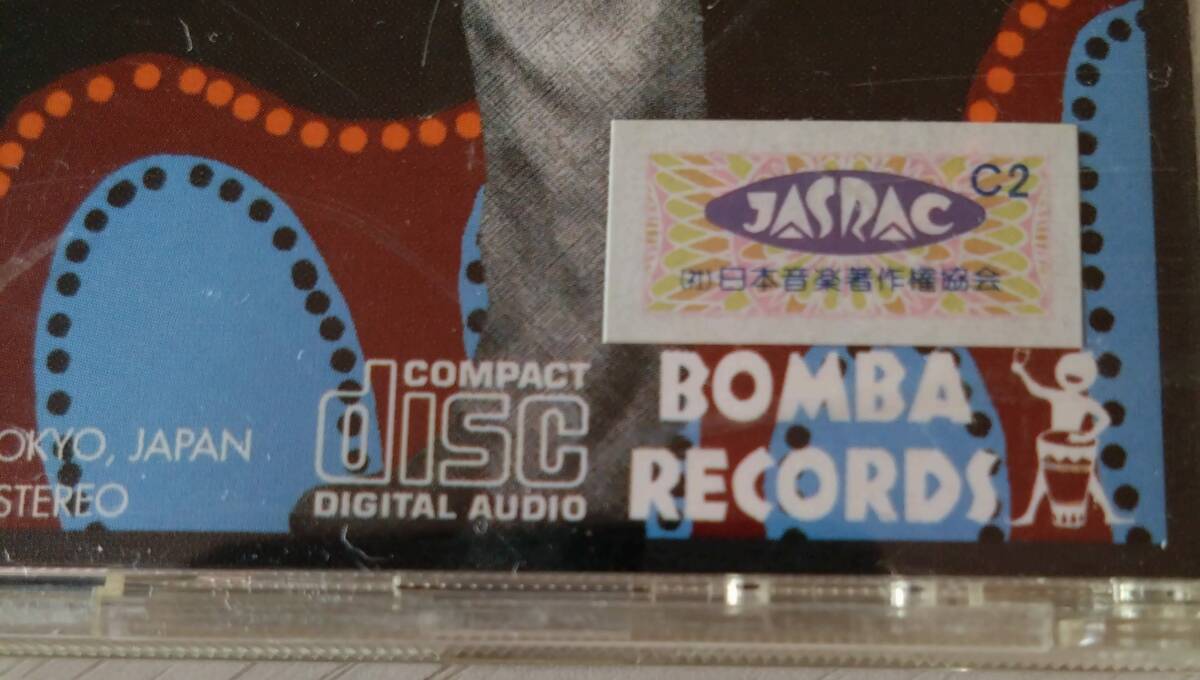 C2
JASRAC
(社)日本音楽著作権協会
COMPACT
disc
DIGITAL AUDIO
BOMBA
RECORDS
OKYO, JAPAN
STEREO